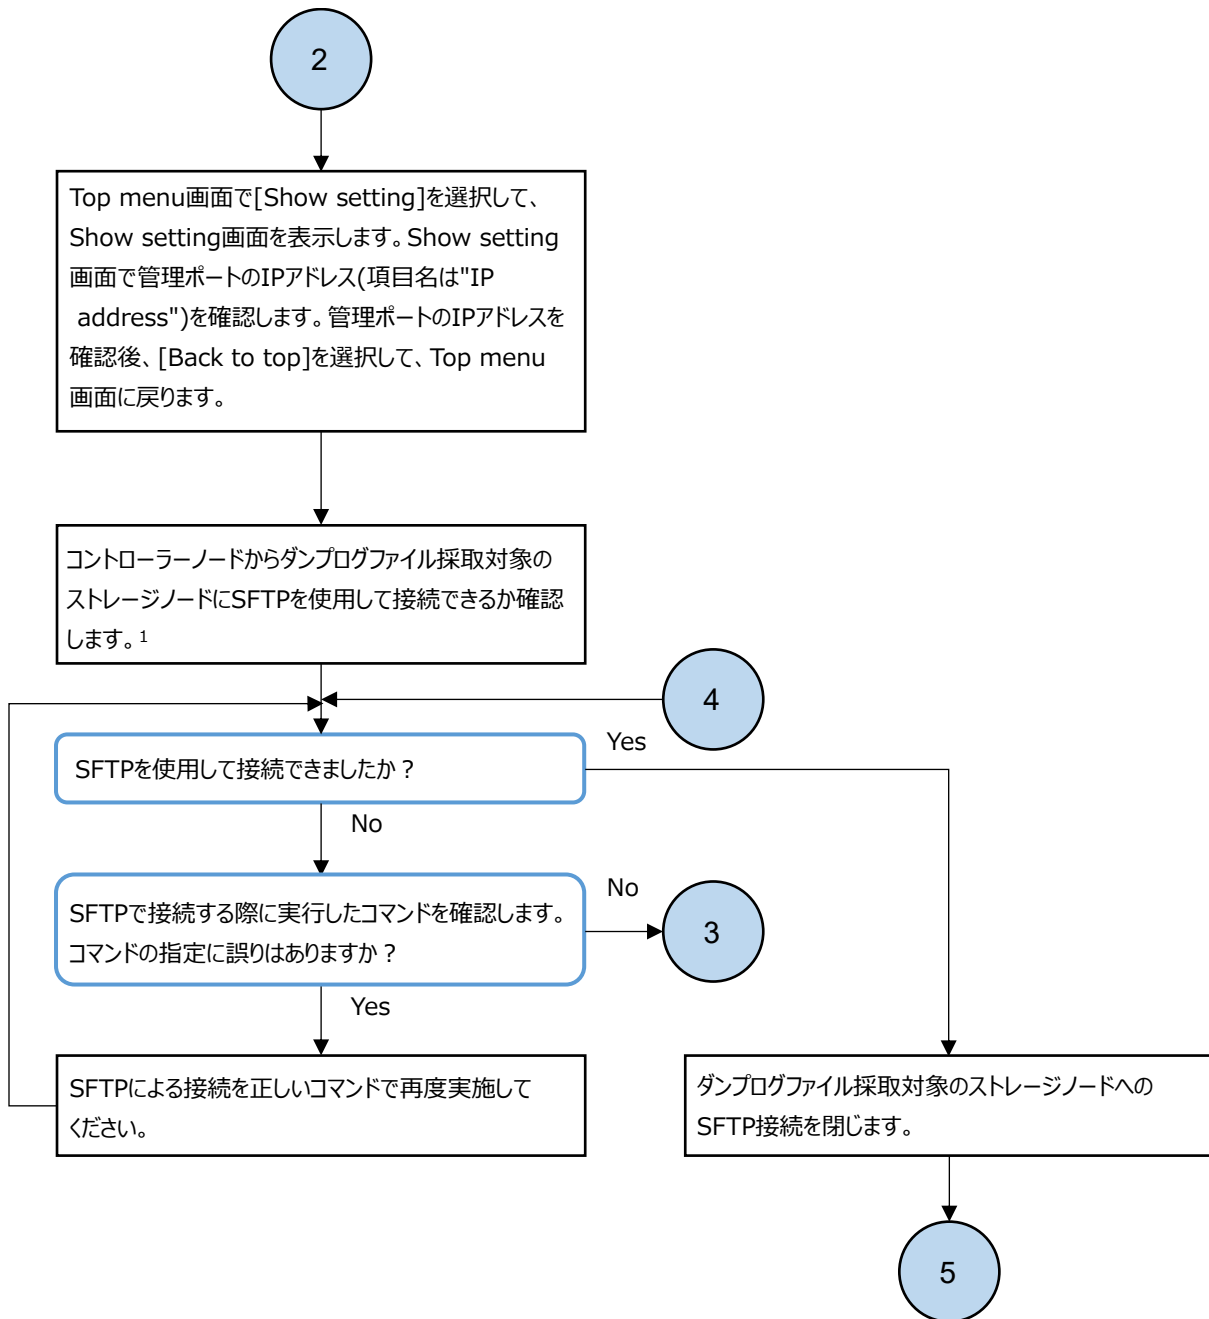 2
Top menu画面で[Show setting]を選択して、
Show setting画面を表示します。Show setting
画面で管理ポートのIPアドレス(項目名は"IP
address")を確認します。管理ポートのIPアドレスを
確認後、[Back to top]を選択して、Top menu
画面に戻ります。
コントローラーノードからダンプログファイル採取対象の
ストレージノードにSFTPを使用して接続できるか確認
します。1
4
Yes
SFTPを使用して接続できましたか？
No
No
SFTPで接続する際に実行したコマンドを確認します。
コマンドの指定に誤りはありますか？
3
Yes
SFTPによる接続を正しいコマンドで再度実施して
ください。
ダンプログファイル採取対象のストレージノードへの
SFTP接続を閉じます。
5